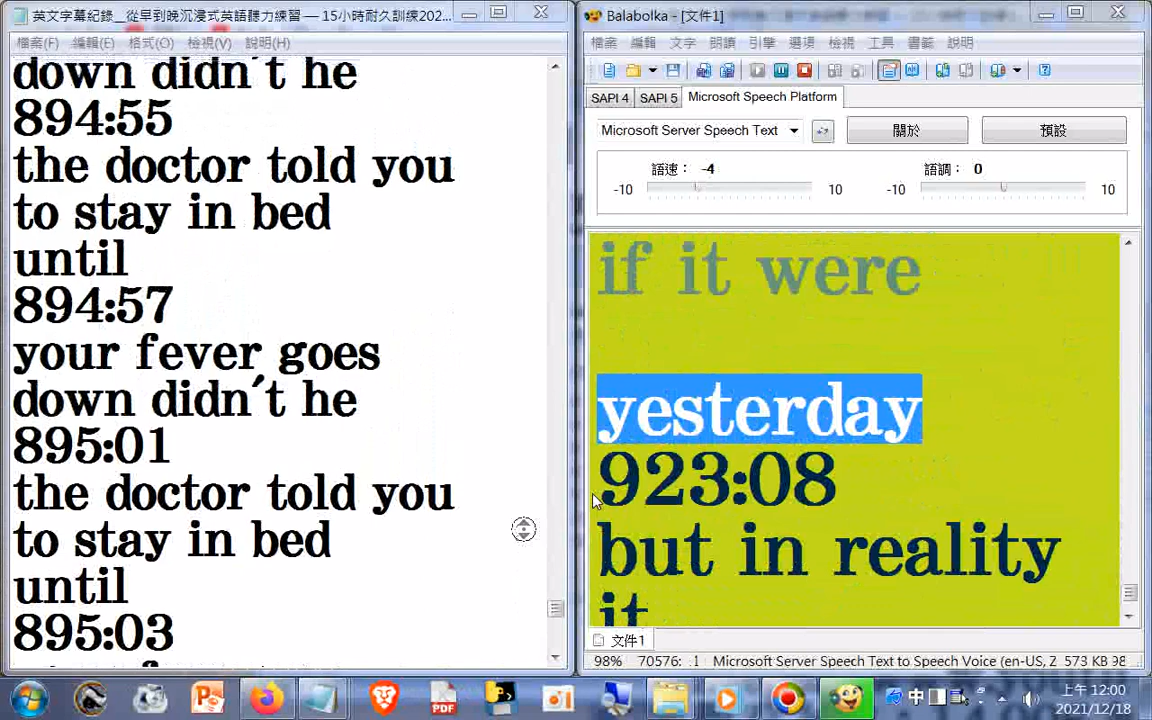 英文字幕紀錄__從早到晚沉浸式英語聽力練習 — 15小時耐久訓練202...
檔案(F) 編輯(E) 格式(O) 檢視(V) 說明(H)
down didn't he
894:55
the doctor told you
to stay in bed
until
894:57
your fever goes
down didn't he
895:01
the doctor told you
to stay in bed
until
895:03
Balabolka - [文件1]
檔案 編輯 文字 朗讀 引擎 選項 檢視 工具 書籤 說明
SAPI 4 SAPI 5 Microsoft Speech Platform
Microsoft Server Speech Text 關於 預設
語速： -4 語調： 0
-10 10 -10 10
if it were
yesterday
923:08
but in reality
it
文件1
98% 70576: .1 Microsoft Server Speech Text to Speech Voice (en-US, 2 573 KB 98
PDF
中
上午 12:00
2021/12/18